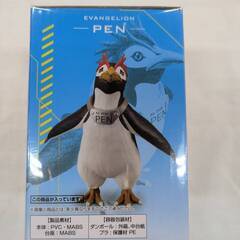 EVANGELION
PEN
PEN
この商品が入っています
【製品素材】
本体：PVC・MABS
台座：MABS
【容器包装材】
ダンボール：外箱、中台紙
プラ：保護材 PE